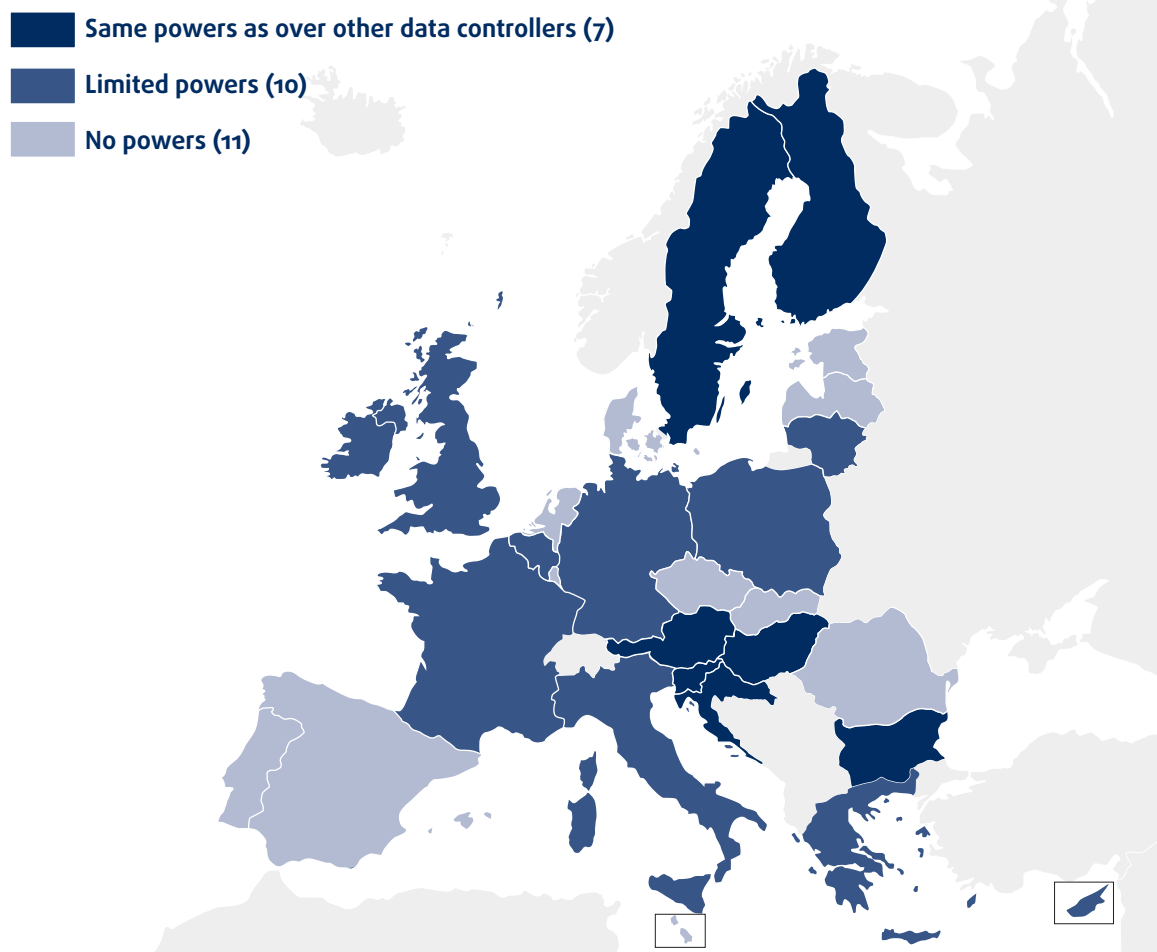 Same powers as over other data controllers (7)
Limited powers (10)
No powers (11)